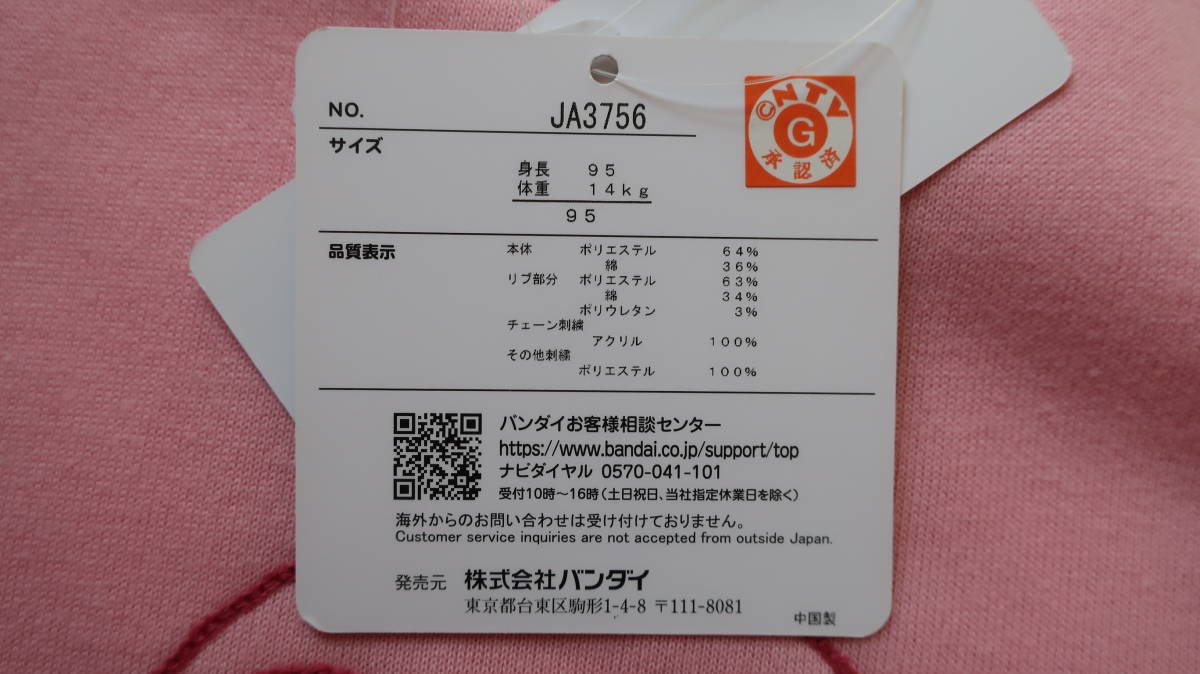 NO. JA3756
サイズ
身長 95
体重 14kg
95
©NTV
G
承認済
品質表示 本体 ポリエステル 64%
綿 36%
リブ部分 ポリエステル 63%
綿 34%
ポリウレタン 3%
チェーン刺繍
アクリル 100%
その他刺繍
ポリエステル 100%
バンダイお客様相談センター
https://www.bandai.co.jp/support/top
ナビダイヤル 0570-041-101
受付10時～16時(土日祝日、当社指定休業日を除く)
海外からのお問い合わせは受け付けておりません。
Customer service inquiries are not accepted from outside Japan.
発売元 株式会社バンダイ
東京都台東区駒形1-4-8 〒111-8081
中国製